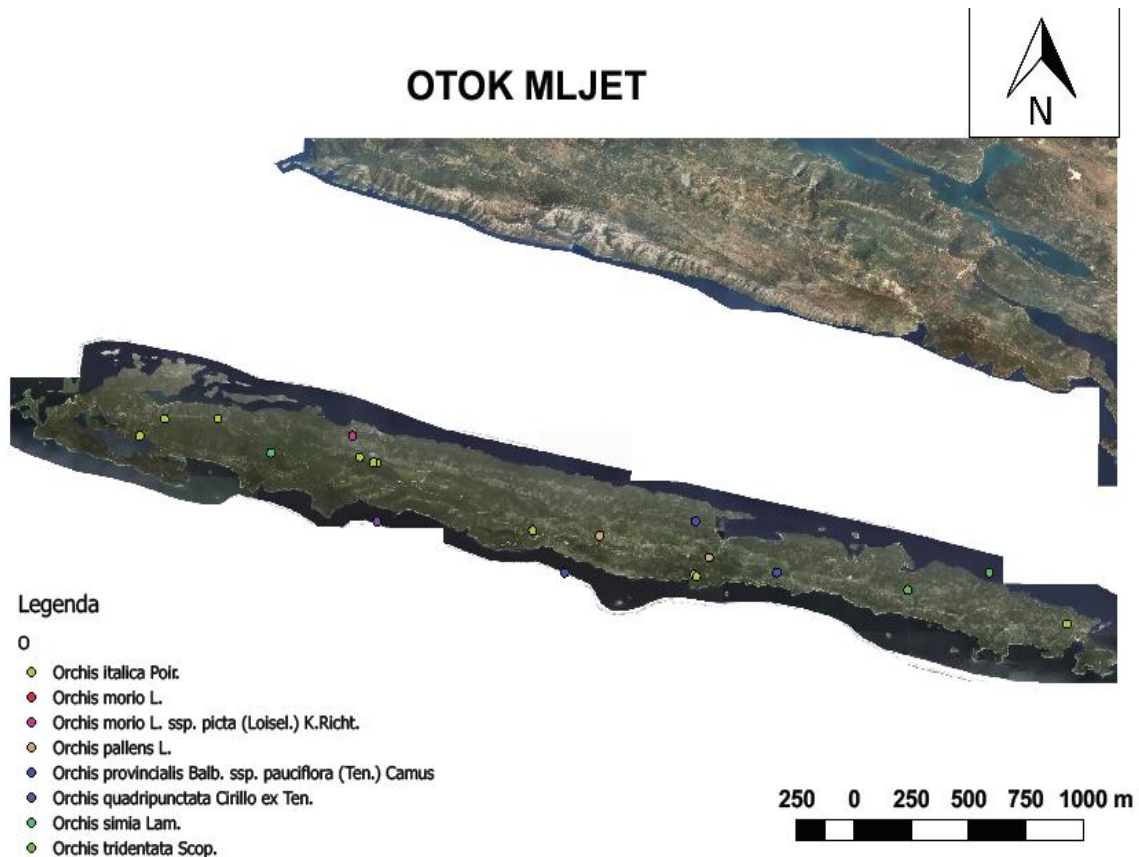 OTOK MLJET
N
Legenda
O
Orchis italica Poir.
Orchis morio L.
Orchis morio L. ssp. picta (Loisel.) K.Richt.
Orchis pallens L.
Orchis provincialis Balb. ssp. pauciflora (Ten.) Camus
Orchis quadripunctata Cirillo ex Ten.
Orchis simia Lam.
Orchis tridentata Scop.
250 0 250 500 750 1000 m